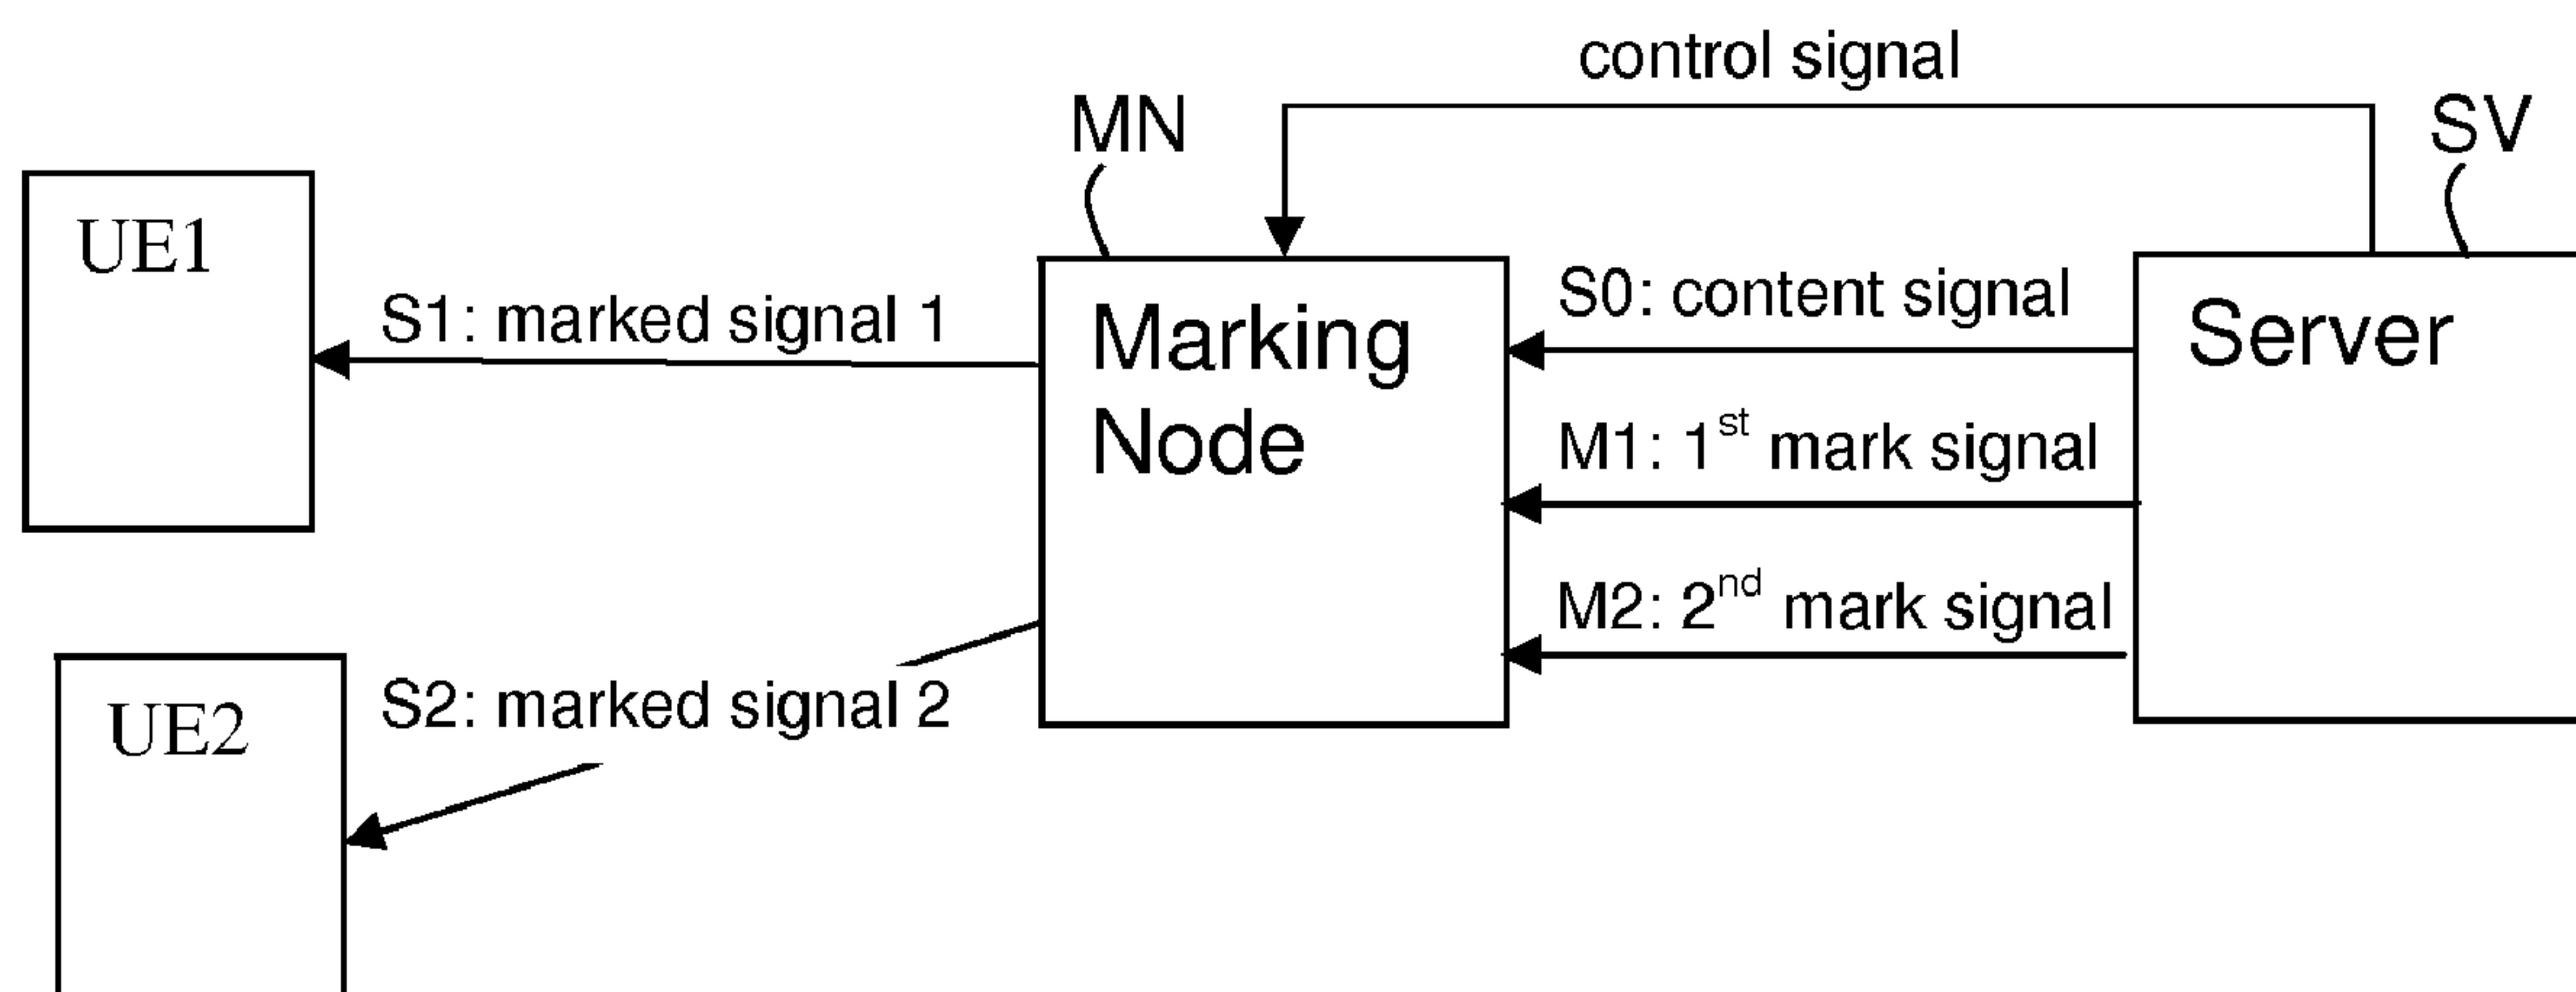 control signal
MN
SV
UE1
S1: marked signal 1
Marking
Node
S0: content signal
Server
M1: 1st mark signal
M2: 2nd mark signal
S2: marked signal 2
UE2